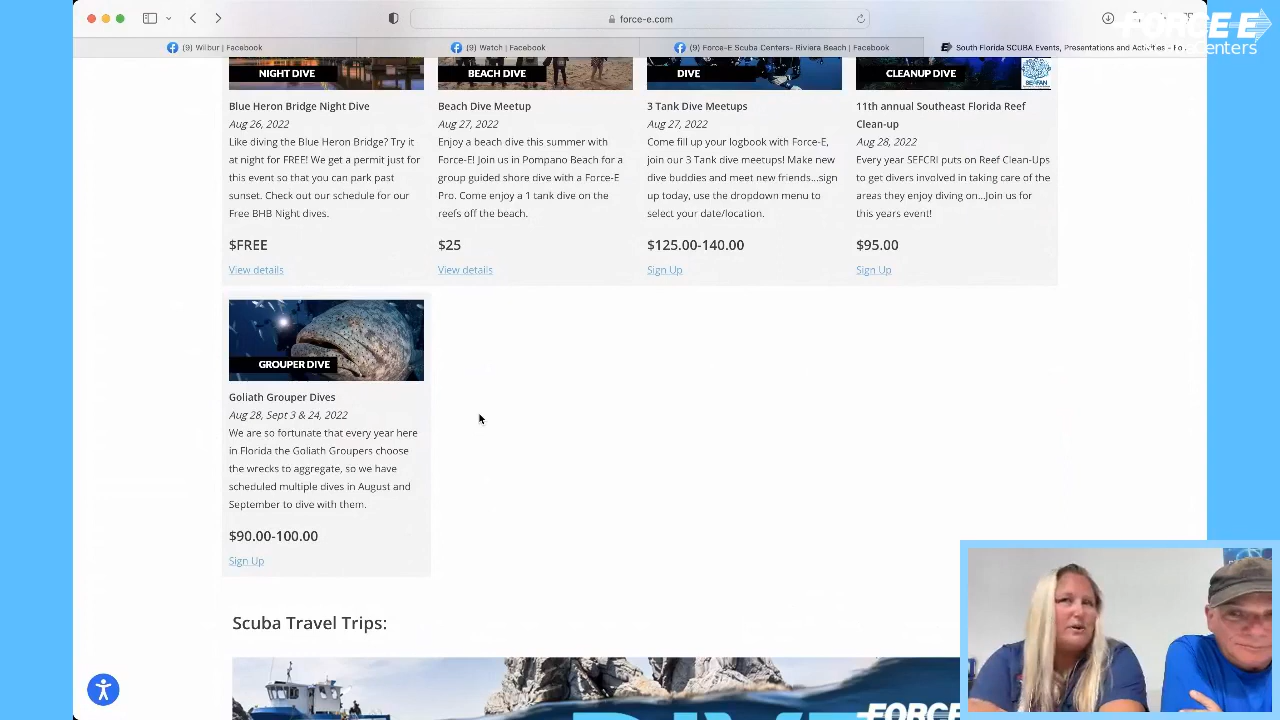 force-e.com
FORCE-E
Centers
(9) Wilbur | Facebook
(9) Watch | Facebook
(9) Force-E Scuba Centers- Riviera Beach | Facebook
South Florida SCUBA Events, Presentations and Activities - Fo
NIGHT DIVE
BEACH DIVE
DIVE
CLEANUP DIVE
Blue Heron Bridge Night Dive
Aug 26, 2022
Like diving the Blue Heron Bridge? Try it
at night for FREE! We get a permit just for
this event so that you can park past
sunset. Check out our schedule for our
Free BHB Night dives.
$FREE
View details
Beach Dive Meetup
Aug 27, 2022
Enjoy a beach dive this summer with
Force-E! Join us in Pompano Beach for a
group guided shore dive with a Force-E
Pro. Come enjoy a 1 tank dive on the
reefs off the beach.
$25
View details
3 Tank Dive Meetups
Aug 27, 2022
Come fill up your logbook with Force-E,
join our 3 Tank dive meetups! Make new
dive buddies and meet new friends...sign
up today, use the dropdown menu to
select your date/location.
$125.00-140.00
Sign Up
11th annual Southeast Florida Reef
Clean-up
Aug 28, 2022
Every year SEFCRI puts on Reef Clean-Ups
to get divers involved in taking care of the
areas they enjoy diving on...Join us for
this years event!
$95.00
Sign Up
GROUPER DIVE
Goliath Grouper Dives
Aug 28, Sept 3 & 24, 2022
We are so fortunate that every year here
in Florida the Goliath Groupers choose
the wrecks to aggregate, so we have
scheduled multiple dives in August and
September to dive with them.
$90.00-100.00
Sign Up
Scuba Travel Trips:
FORCE-E